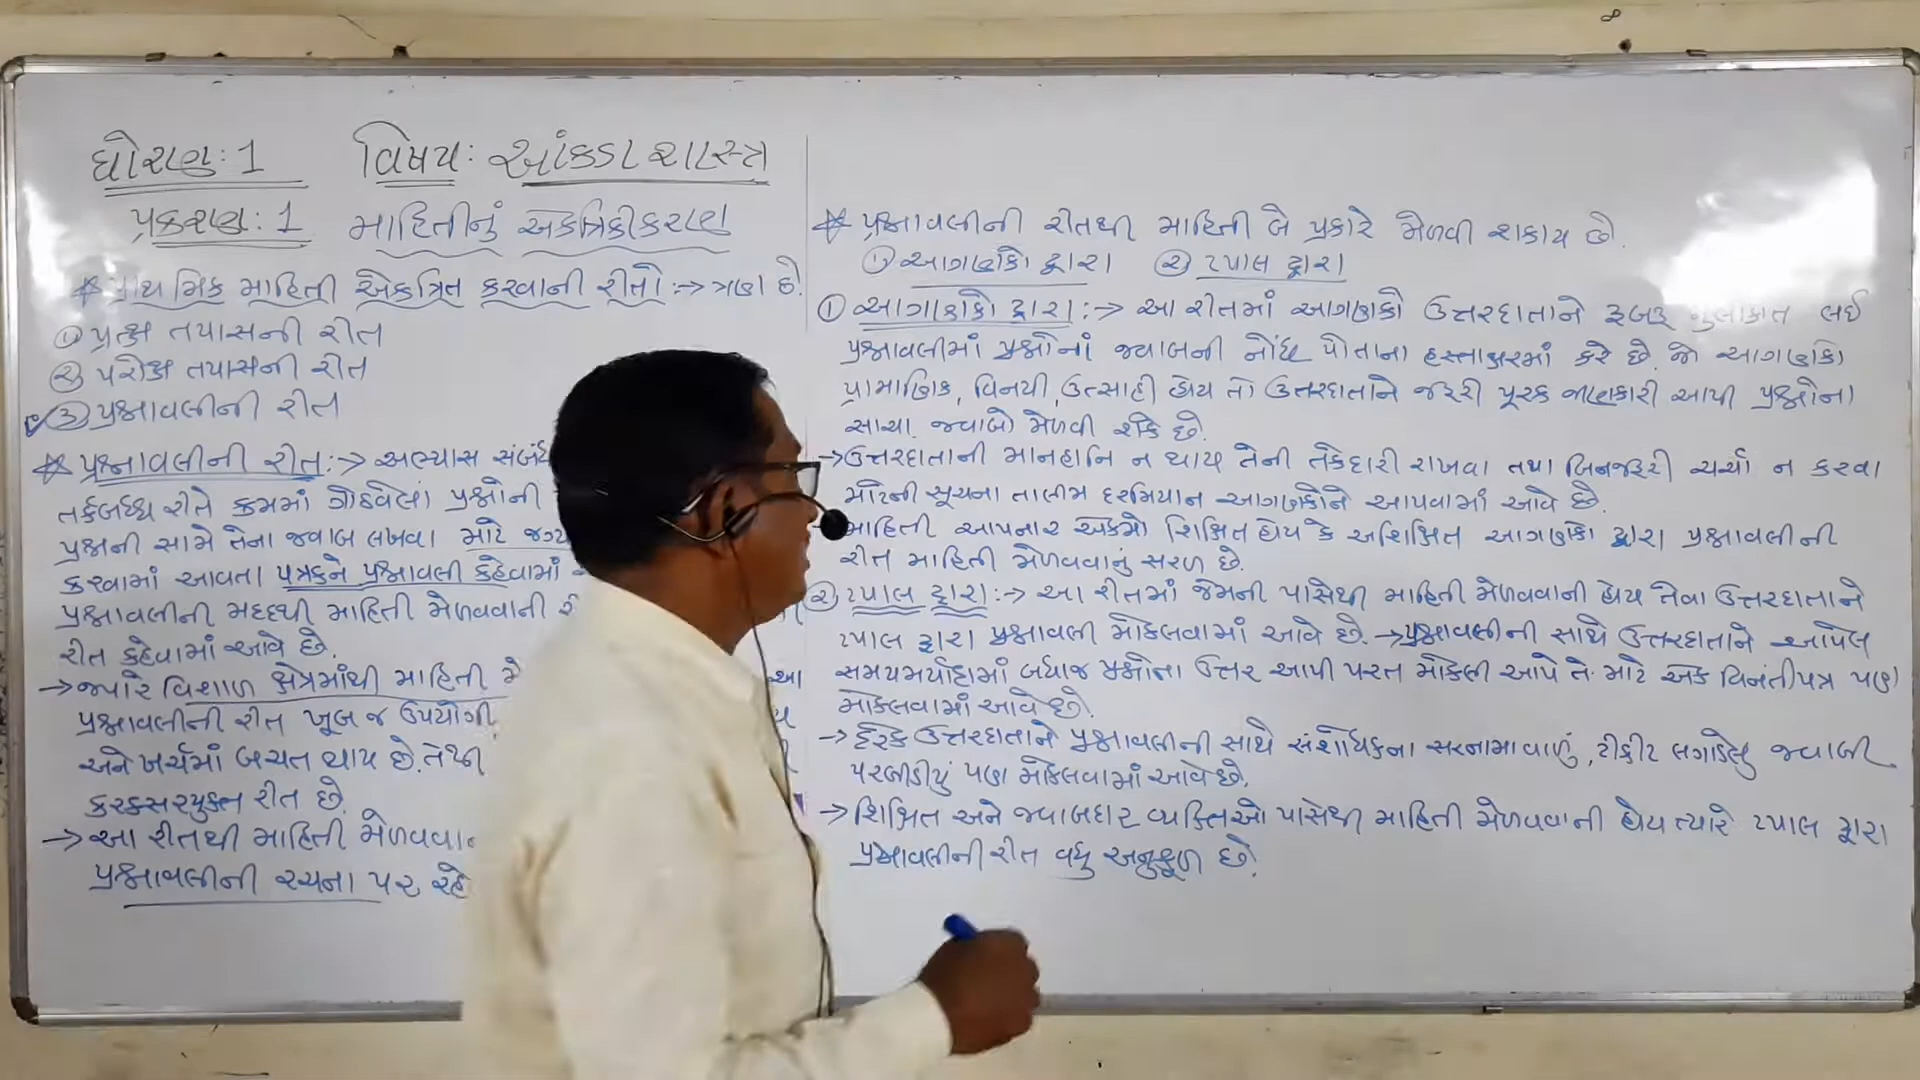 ધોરણ : 1 વિષય : આંકડાશાસ્ત્ર
પ્રકરણ : 1 માહિતીનું એકત્રિકીકરણ
* પ્રાથમિક માહિતી એકત્રિત કરવાની રીતો :→ ત્રણ છે.
① પ્રત્યક્ષ તપાસની રીત
② પરોક્ષ તપાસની રીત
③ પ્રશ્નાવલીની રીત
* પ્રશ્નાવલીની રીત :→ અભ્યાસ
તર્કબધ્ધ રીતે ક્રમમાં ગોઠવેલાં પ્રશ્નોની
પ્રશ્નની સામે તેના જવાબ લખવા માટે
કરવામાં આવતા પત્રકને પ્રશ્નાવલી કહેવામાં
પ્રશ્નાવલીની મદદથી માહિતી મેળવવાની
રીત કહેવામાં આવે છે.
→ જ્યારે વિશાળ ક્ષેત્રમાંથી માહિતી આ
પ્રશ્નાવલીની રીત ખૂબ જ ઉપયોગી
અને ખર્ચમાં બચત થાય છે. તેથી
કરકસરયુક્ત રીત છે.
→ આ રીતથી માહિતી
પ્રશ્નાવલીની રચના પર
* પ્રશ્નાવલીની રીતથી માહિતી બે પ્રકારે મેળવી શકાય છે.
① આગણકો દ્વારા ② ટપાલ દ્વારા
① આગણકો દ્વારા :→ આ રીતમાં આગણકો ઉત્તરદાતાને રૂબરૂ મુલાકાત લઈ
પ્રશ્નાવલીમાં પ્રશ્નોનાં જવાબની નોંધ પોતાના હસ્તાક્ષરમાં કરે છે. જો આગણકો
પ્રામાણિક, વિનયી, ઉત્સાહી હોય તો ઉત્તરદાતાને જરૂરી પૂરક જાણકારી આપી પ્રશ્નોના
સાચા જવાબો મેળવી શકે છે.
→ ઉત્તરદાતાની માનહાનિ ન થાય તેની તકેદારી રાખવા તથા બિનજરૂરી ચર્ચા ન કરવા
માટેની સૂચના તાલીમ દરમિયાન આગણકોને આપવામાં આવે છે.
માહિતી આપનાર એકમો શિક્ષિત હોય કે અશિક્ષિત આગણકો દ્વારા પ્રશ્નાવલીની
રીત માહિતી મેળવવાનું સરળ છે.
② ટપાલ દ્વારા :→ આ રીતમાં જેમની પાસેથી માહિતી મેળવવાની હોય તેવા ઉત્તરદાતાને
ટપાલ દ્વારા પ્રશ્નાવલી મોકલવામાં આવે છે. → પ્રશ્નાવલીની સાથે ઉત્તરદાતાને આપેલ
સમયમર્યાદામાં બધાજ પ્રશ્નોના ઉત્તર આપી પરત મોકલી આપે તે માટે એક વિનંતીપત્ર પણ
મોકલવામાં આવે છે.
→ દરેક ઉત્તરદાતાને પ્રશ્નાવલીની સાથે સંશોધકના સરનામાવાળું, ટીકીટ લગાડેલુ જવાબી
પરબીડીયું પણ મોકલવામાં આવે છે.
→ શિક્ષિત અને જવાબદાર વ્યક્તિઓ પાસેથી માહિતી મેળવવાની હોય ત્યારે ટપાલ દ્વારા
પ્રશ્નાવલીની રીત વધુ અનુકૂળ છે.